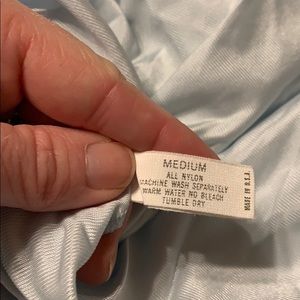 MEDIUM
ALL NYLON
MACHINE WASH SEPARATELY
WARM WATER NO BLEACH
TUMBLE DRY
MADE IN U.S.A.